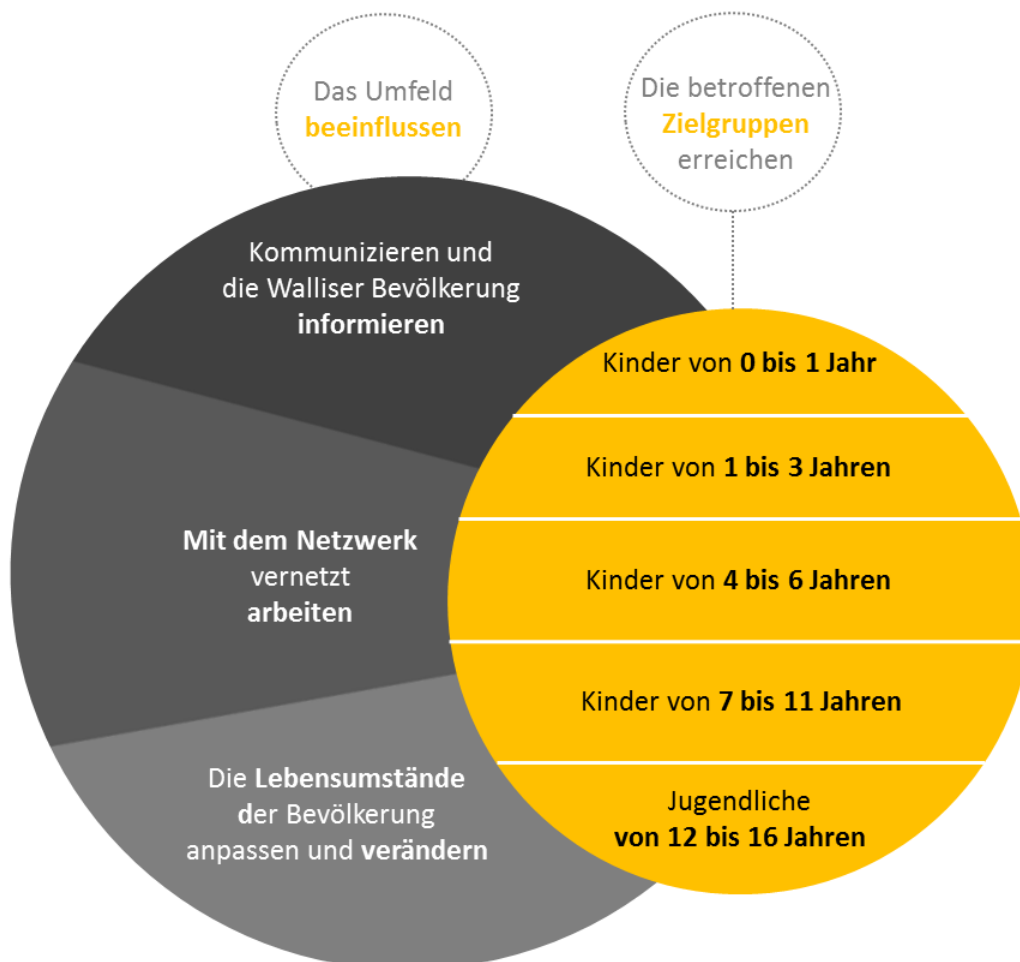 Das Umfeld
beeinflussen
Die betroffenen
Zielgruppen
erreichen
Kommunizieren und
die Walliser Bevölkerung
informieren
Mit dem Netzwerk
vernetzt
arbeiten
Die Lebensumstände
der Bevölkerung
anpassen und verändern
Kinder von 0 bis 1 Jahr
Kinder von 1 bis 3 Jahren
Kinder von 4 bis 6 Jahren
Kinder von 7 bis 11 Jahren
Jugendliche
von 12 bis 16 Jahren